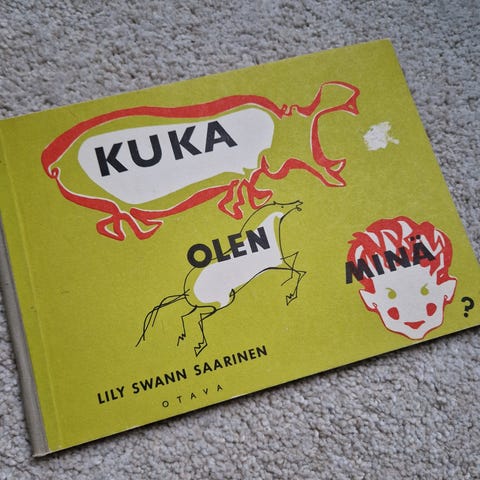 KUKA
OLEN
MINÄ
?
LILY SWANN SAARINEN
OTAVA